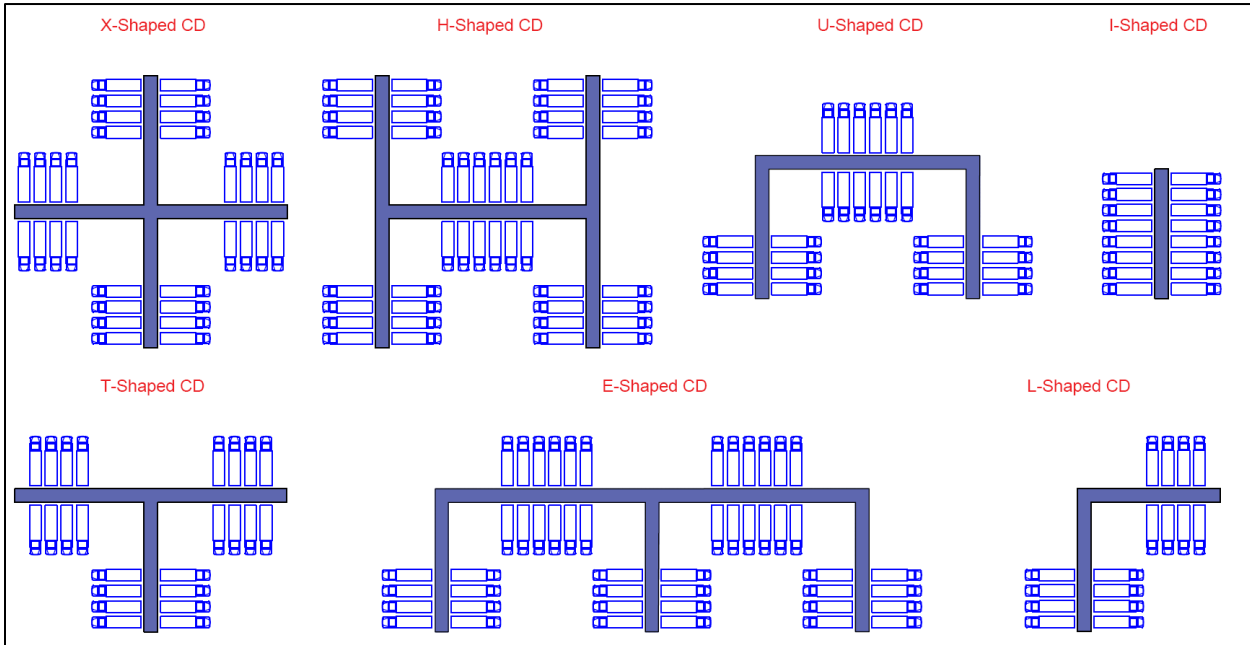 X-Shaped CD
H-Shaped CD
U-Shaped CD
I-Shaped CD
T-Shaped CD
E-Shaped CD
L-Shaped CD